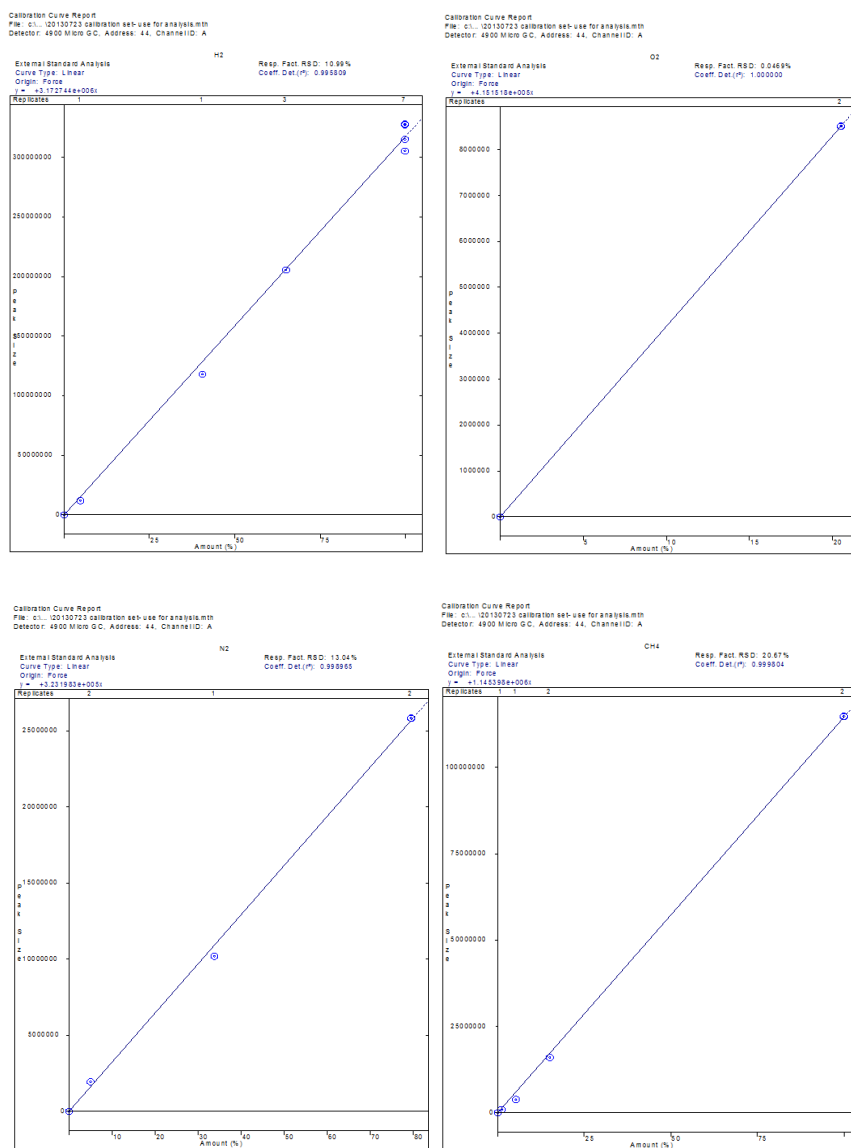 Calibration Curve Report
File: c:\... \20130723 calibration set- use for analysis.mth
Detector: 4900 Micro GC, Address: 44, Channel ID: A
H2
External Standard Analysis
Resp. Fact. RSD: 10.99%
Curve Type: Linear
Coeff. Det.(r²): 0.995809
Origin: Force
y = +3.172744e+006x
Replicates 1 1 3 7
300000000
250000000
200000000
Peak Size
50000000
100000000
50000000
0
25 50 75
Amount (%)
Calibration Curve Report
File: c:\... \20130723 calibration set- use for analysis.mth
Detector: 4900 Micro GC, Address: 44, Channel ID: A
O2
External Standard Analysis
Resp. Fact. RSD: 0.0469%
Curve Type: Linear
Coeff. Det.(r²): 1.000000
Origin: Force
y = +4.151518e+005x
Replicates 2
8000000
7000000
6000000
5000000
Peak Size
4000000
3000000
2000000
1000000
0
5 10 15 20
Amount (%)
Calibration Curve Report
File: c:\... \20130723 calibration set- use for analysis.mth
Detector: 4900 Micro GC, Address: 44, Channel ID: A
N2
External Standard Analysis
Resp. Fact. RSD: 13.04%
Curve Type: Linear
Coeff. Det.(r²): 0.998965
Origin: Force
y = +3.231983e+005x
Replicates 2 1 2
25000000
20000000
Peak Size
15000000
10000000
5000000
0
10 20 30 40 50 60 70 80
Amount (%)
Calibration Curve Report
File: c:\... \20130723 calibration set- use for analysis.mth
Detector: 4900 Micro GC, Address: 44, Channel ID: A
CH4
External Standard Analysis
Resp. Fact. RSD: 20.67%
Curve Type: Linear
Coeff. Det.(r²): 0.999804
Origin: Force
y = +1.145398e+006x
Replicates 1 1 2 2
100000000
75000000
Peak Size
50000000
25000000
0
25 50 75
Amount (%)